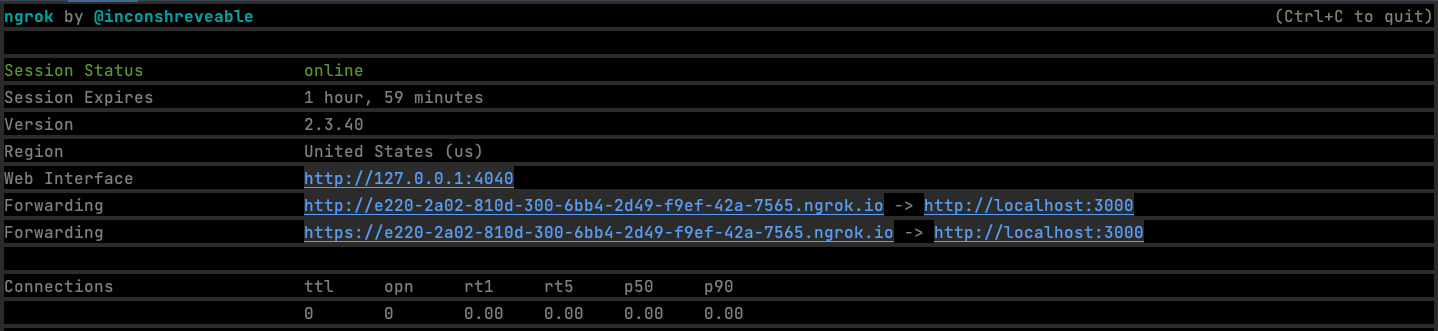 ngrok by @inconshreveable (Ctrl+C to quit)
Session Status online
Session Expires 1 hour, 59 minutes
Version 2.3.40
Region United States (us)
Web Interface http://127.0.0.1:4040
Forwarding http://e220-2a02-810d-300-6bb4-2d49-f9ef-42a-7565.ngrok.io -> http://localhost:3000
Forwarding https://e220-2a02-810d-300-6bb4-2d49-f9ef-42a-7565.ngrok.io -> http://localhost:3000
Connections ttl opn rt1 rt5 p50 p90
0 0 0.00 0.00 0.00 0.00